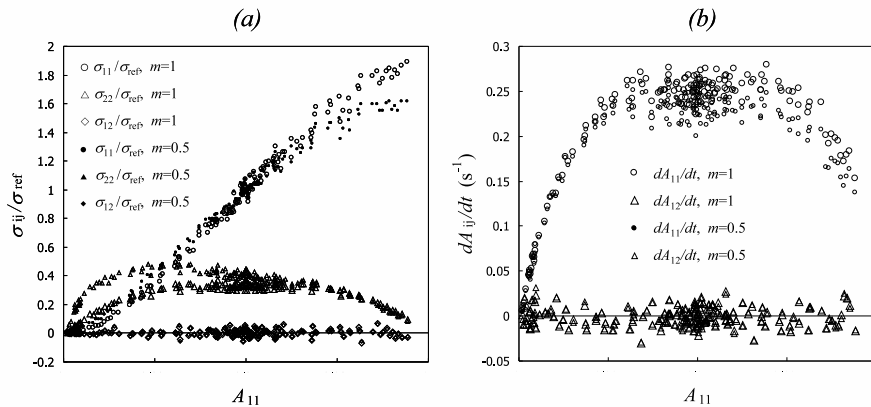 (a)
(b)
σij/σref
2
1.8
1.6
1.4
1.2
1
0.8
0.6
0.4
0.2
0
-0.2
σ11/σref, m=1
σ22/σref, m=1
σ12/σref, m=1
σ11/σref, m=0.5
σ22/σref, m=0.5
σ12/σref, m=0.5
A11
dAij/dt (s-1)
0.3
0.25
0.2
0.15
0.1
0.05
0
-0.05
dA11/dt, m=1
dA12/dt, m=1
dA11/dt, m=0.5
dA12/dt, m=0.5
A11